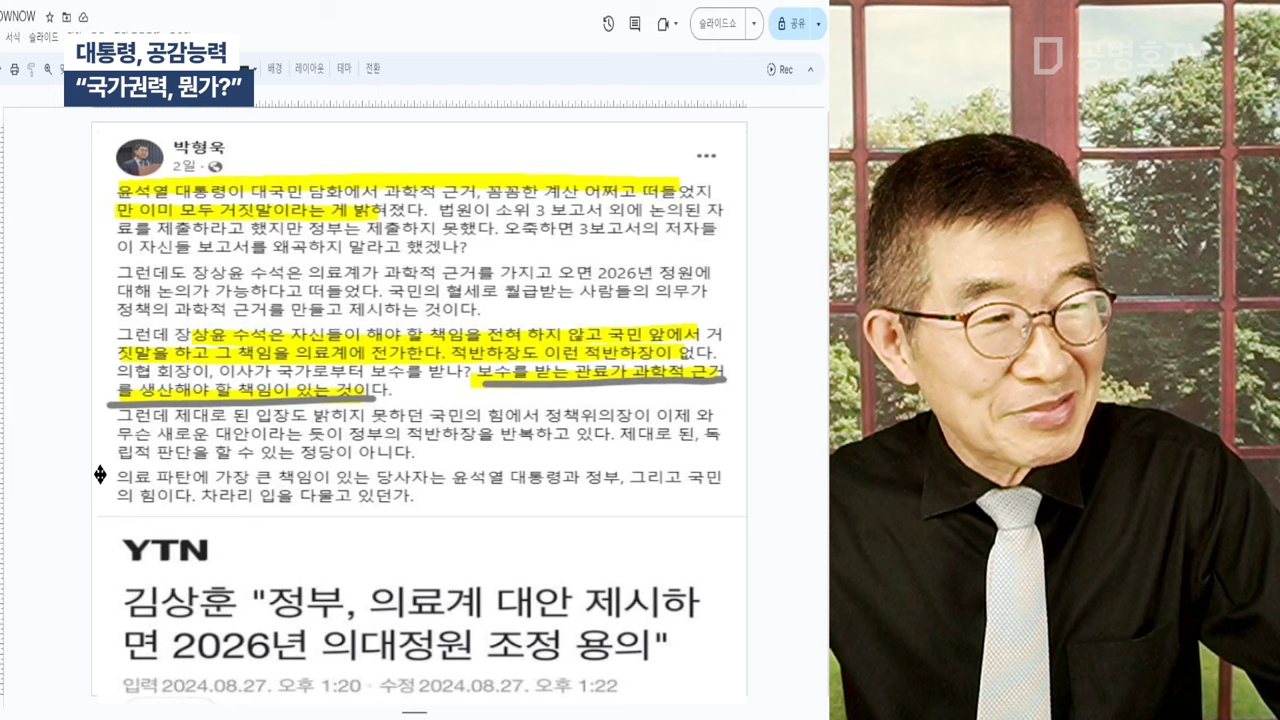 OWNOW
서식 슬라이드
슬라이드쇼
공유
대통령, 공감능력
“국가권력, 뭔가?”
배경 레이아웃 테마 전환
Rec
공병호TV
박형욱
2일 ·
윤석열 대통령이 대국민 담화에서 과학적 근거, 꼼꼼한 계산 어쩌고 떠들었지
만 이미 모두 거짓말이라는 게 밝혀졌다. 법원이 소위 3 보고서 외에 논의된 자
료를 제출하라고 했지만 정부는 제출하지 못했다. 오죽하면 3보고서의 저자들
이 자신들 보고서를 왜곡하지 말라고 했겠나?
그런데도 장상윤 수석은 의료계가 과학적 근거를 가지고 오면 2026년 정원에
대해 논의가 가능하다고 떠들었다. 국민의 혈세로 월급받는 사람들의 의무가
정책의 과학적 근거를 만들고 제시하는 것이다.
그런데 장상윤 수석은 자신들이 해야 할 책임을 전혀 하지 않고 국민 앞에서 거
짓말을 하고 그 책임을 의료계에 전가한다. 적반하장도 이런 적반하장이 없다.
의협 회장이, 이사가 국가로부터 보수를 받나? 보수를 받는 관료가 과학적 근거
를 생산해야 할 책임이 있는 것이다.
그런데 제대로 된 입장도 밝히지 못하던 국민의 힘에서 정책위의장이 이제 와
무슨 새로운 대안이라는 듯이 정부의 적반하장을 반복하고 있다. 제대로 된, 독
립적 판단을 할 수 있는 정당이 아니다.
의료 파탄에 가장 큰 책임이 있는 당사자는 윤석열 대통령과 정부, 그리고 국민
의 힘이다. 차라리 입을 다물고 있던가.
YTN
김상훈 "정부, 의료계 대안 제시하
면 2026년 의대정원 조정 용의"
입력 2024.08.27. 오후 1:20 · 수정 2024.08.27. 오후 1:22